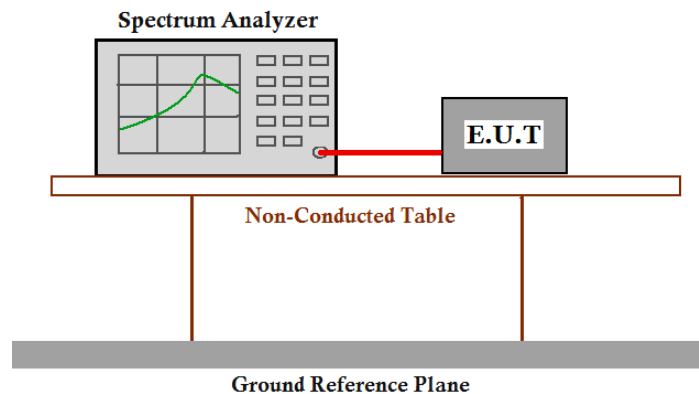 Spectrum Analyzer
E.U.T
Non-Conducted Table
Ground Reference Plane